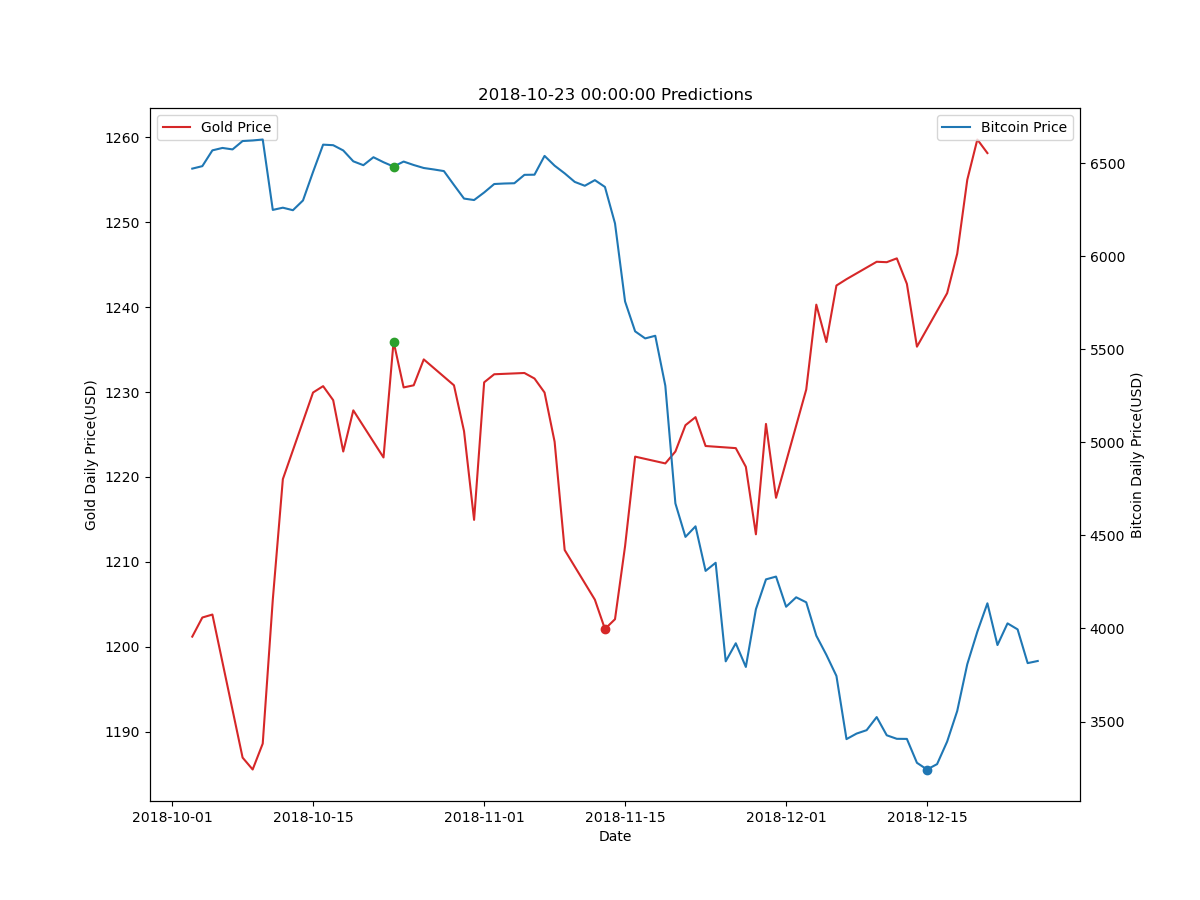 2018-10-23 00:00:00 Predictions
Gold Price
Bitcoin Price
1260
1250
1240
1230
1220
1210
1200
1190
Gold Daily Price(USD)
6500
6000
5500
5000
4500
4000
3500
Bitcoin Daily Price(USD)
2018-10-01 2018-10-15 2018-11-01 2018-11-15 2018-12-01 2018-12-15
Date